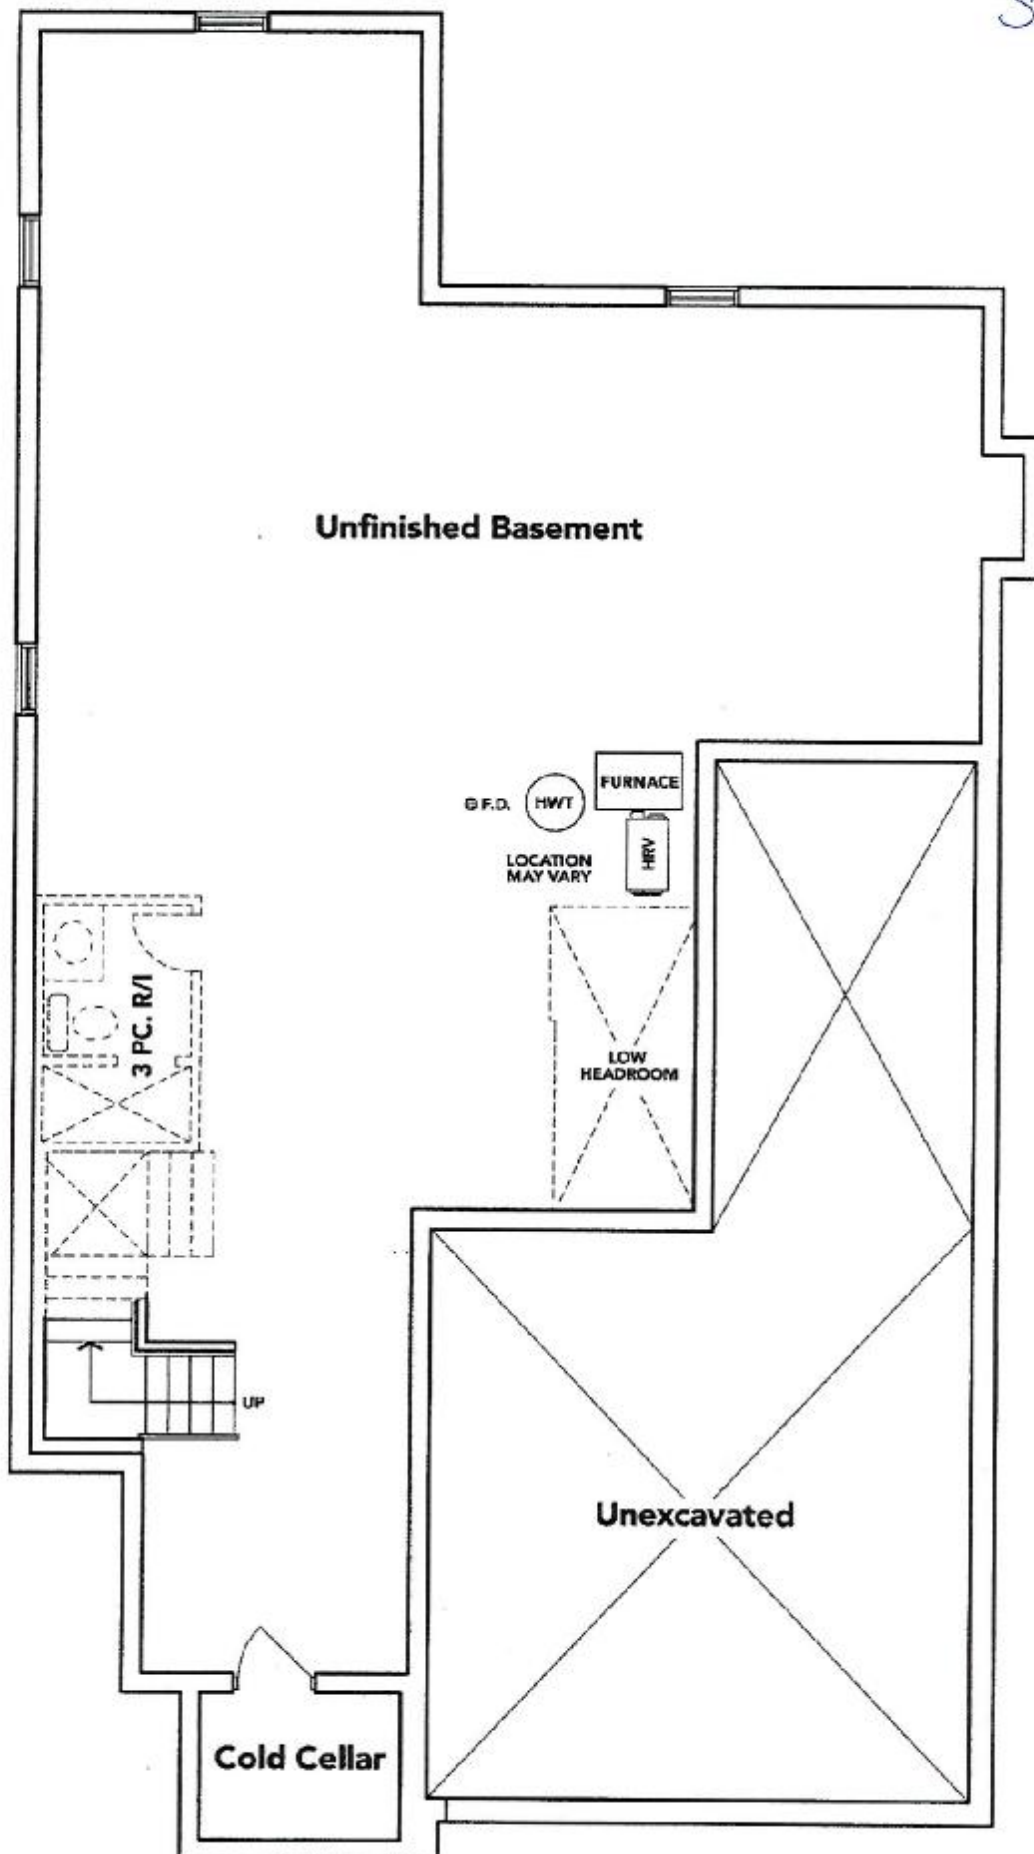 Unfinished Basement
FURNACE
HWT
F.D.
HRV
LOCATION
MAY VARY
3 PC. R/I
LOW
HEADROOM
UP
Unexcavated
Cold Cellar